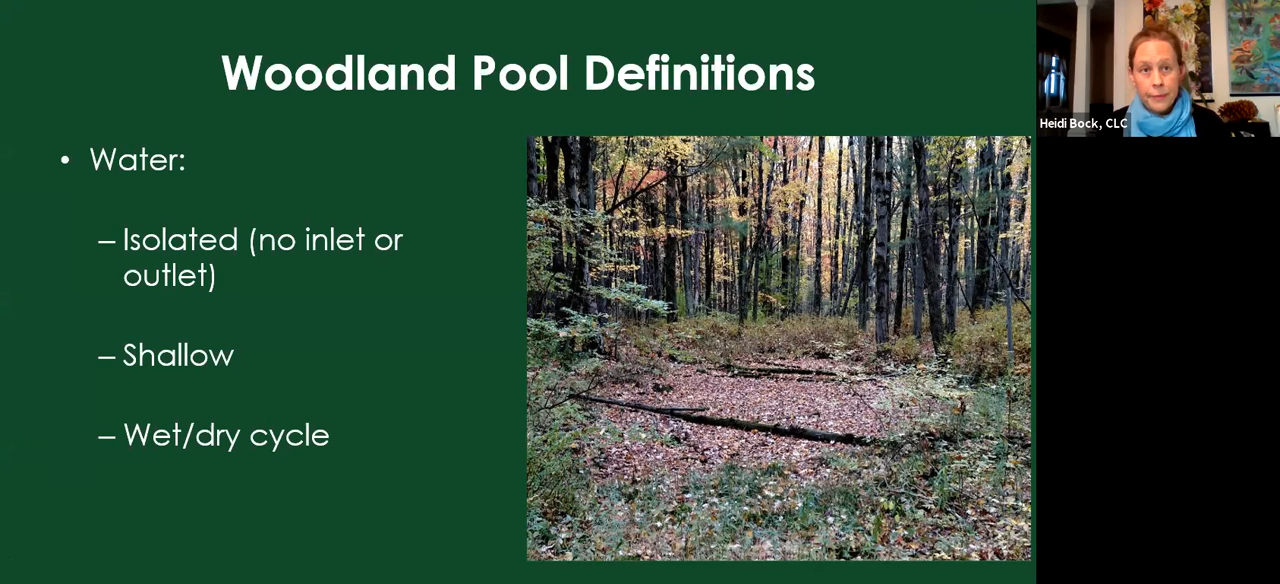 Woodland Pool Definitions
• Water:
– Isolated (no inlet or
outlet)
– Shallow
– Wet/dry cycle
Heidi Bock, CLC